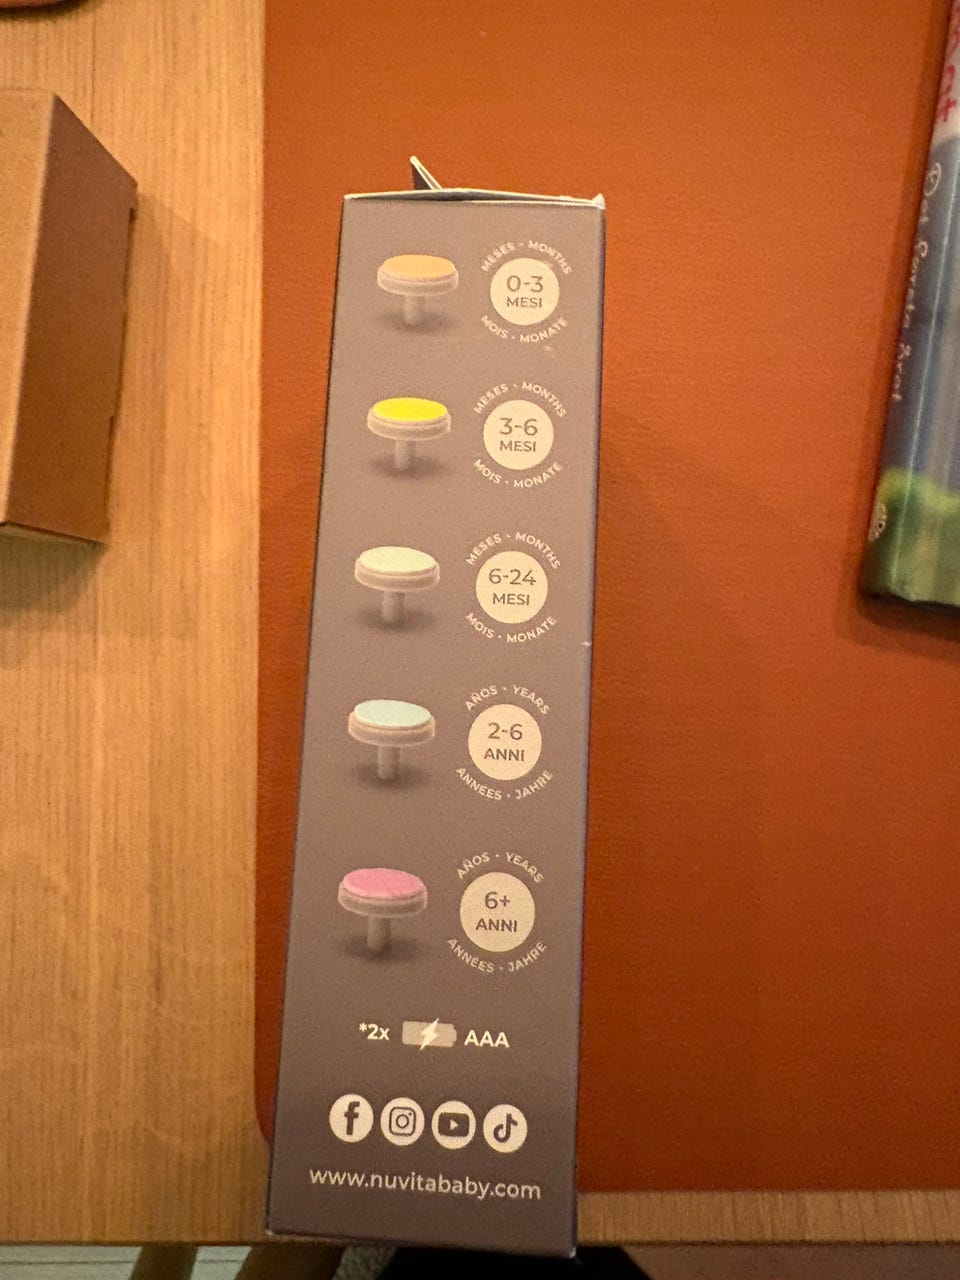 MESES · MONTHS
0-3
MESI
MOIS · MONATE
MESES · MONTHS
3-6
MESI
MOIS · MONATE
MESES · MONTHS
6-24
MESI
MOIS · MONATE
AÑOS · YEARS
2-6
ANNI
ANNÉES · JAHRE
AÑOS · YEARS
6+
ANNI
ANNÉES · JAHRE
*2x AAA
www.nuvitababy.com